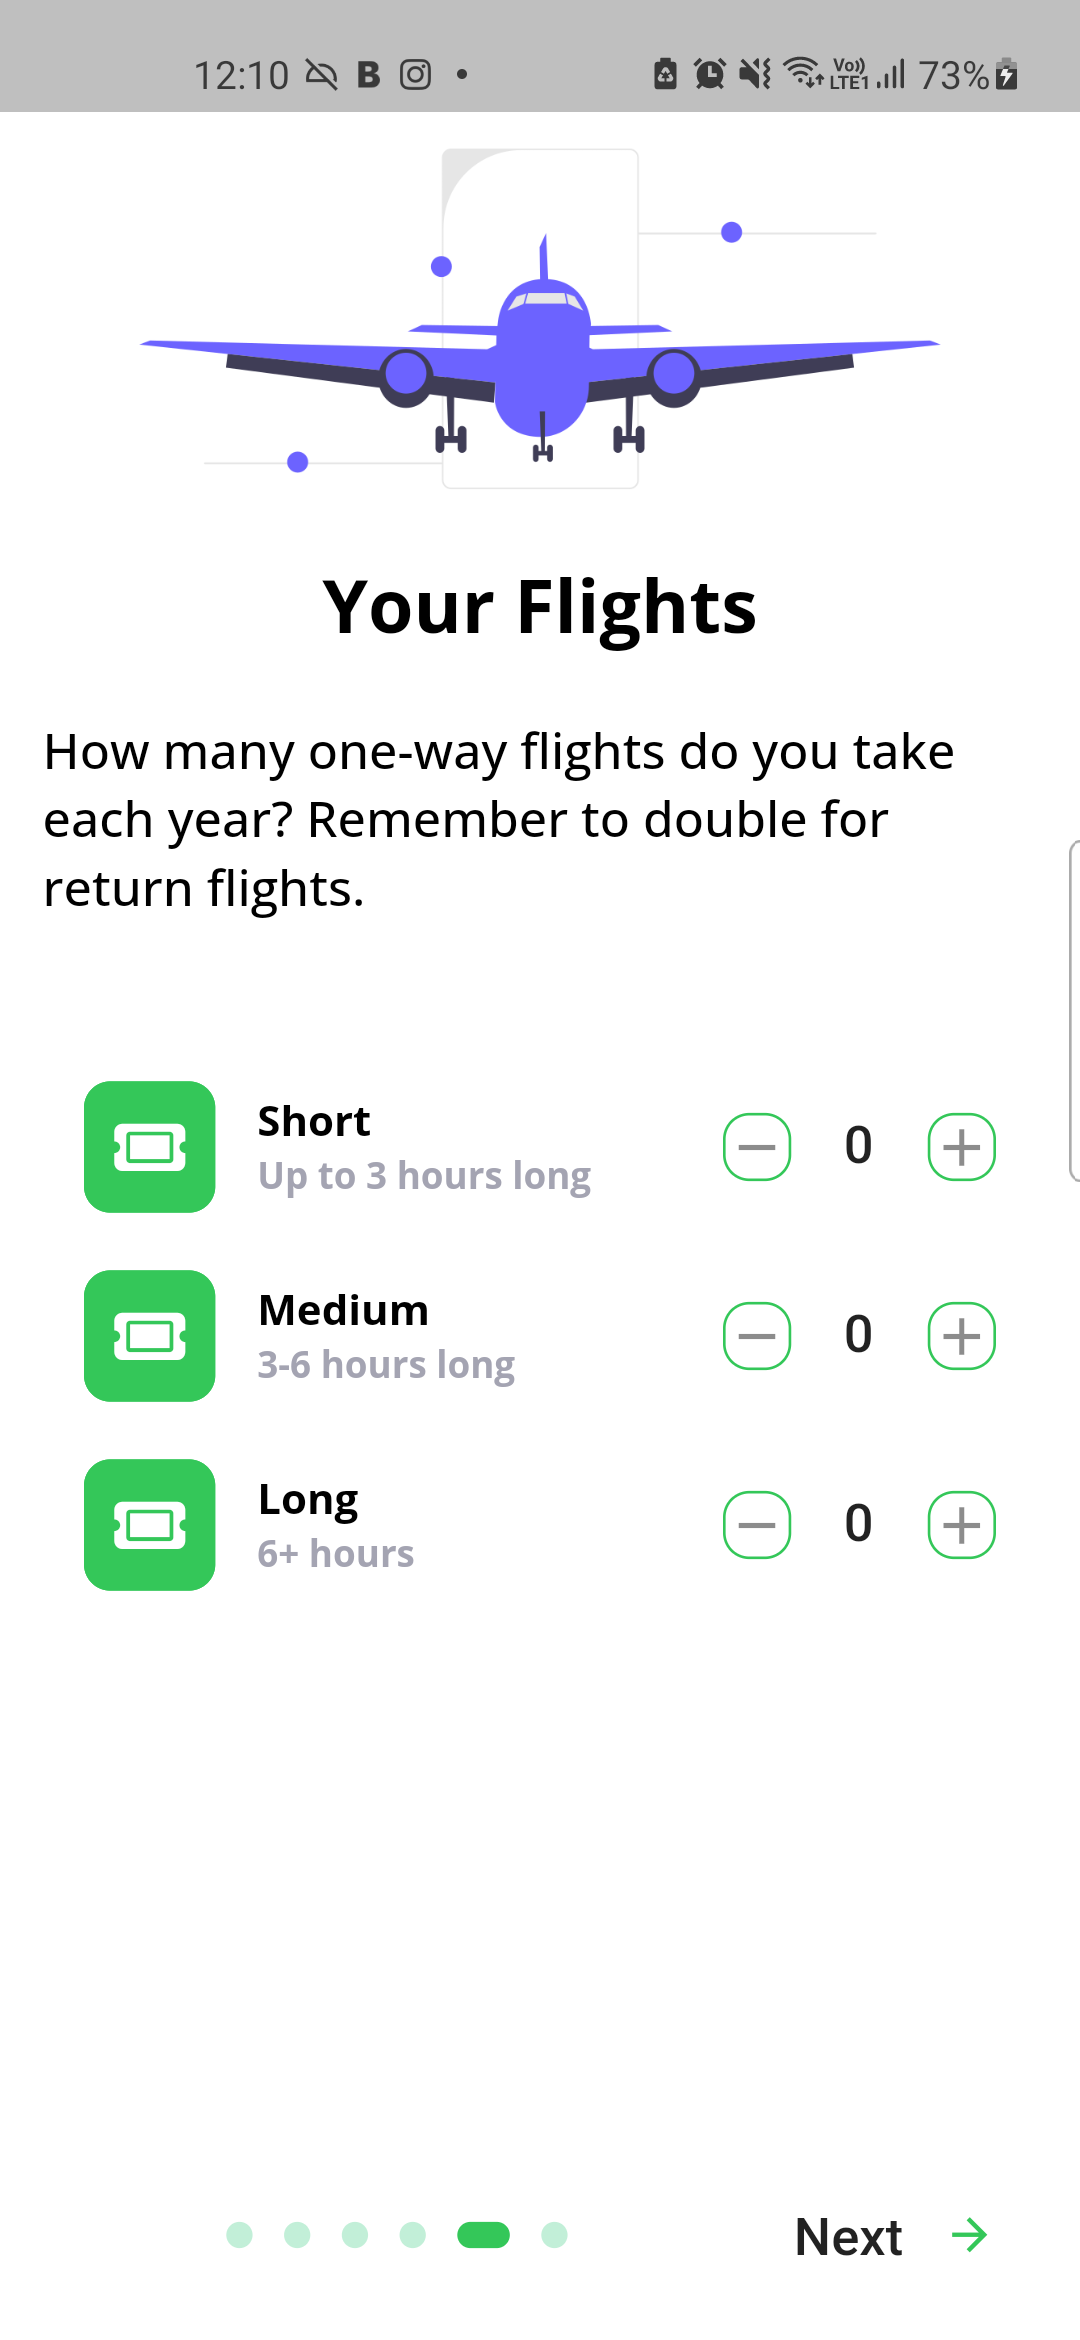 12:10 B Vo)) LTE1 73%
Your Flights
How many one-way flights do you take
each year? Remember to double for
return flights.
Short
Up to 3 hours long
0
Medium
3-6 hours long
0
Long
6+ hours
0
Next